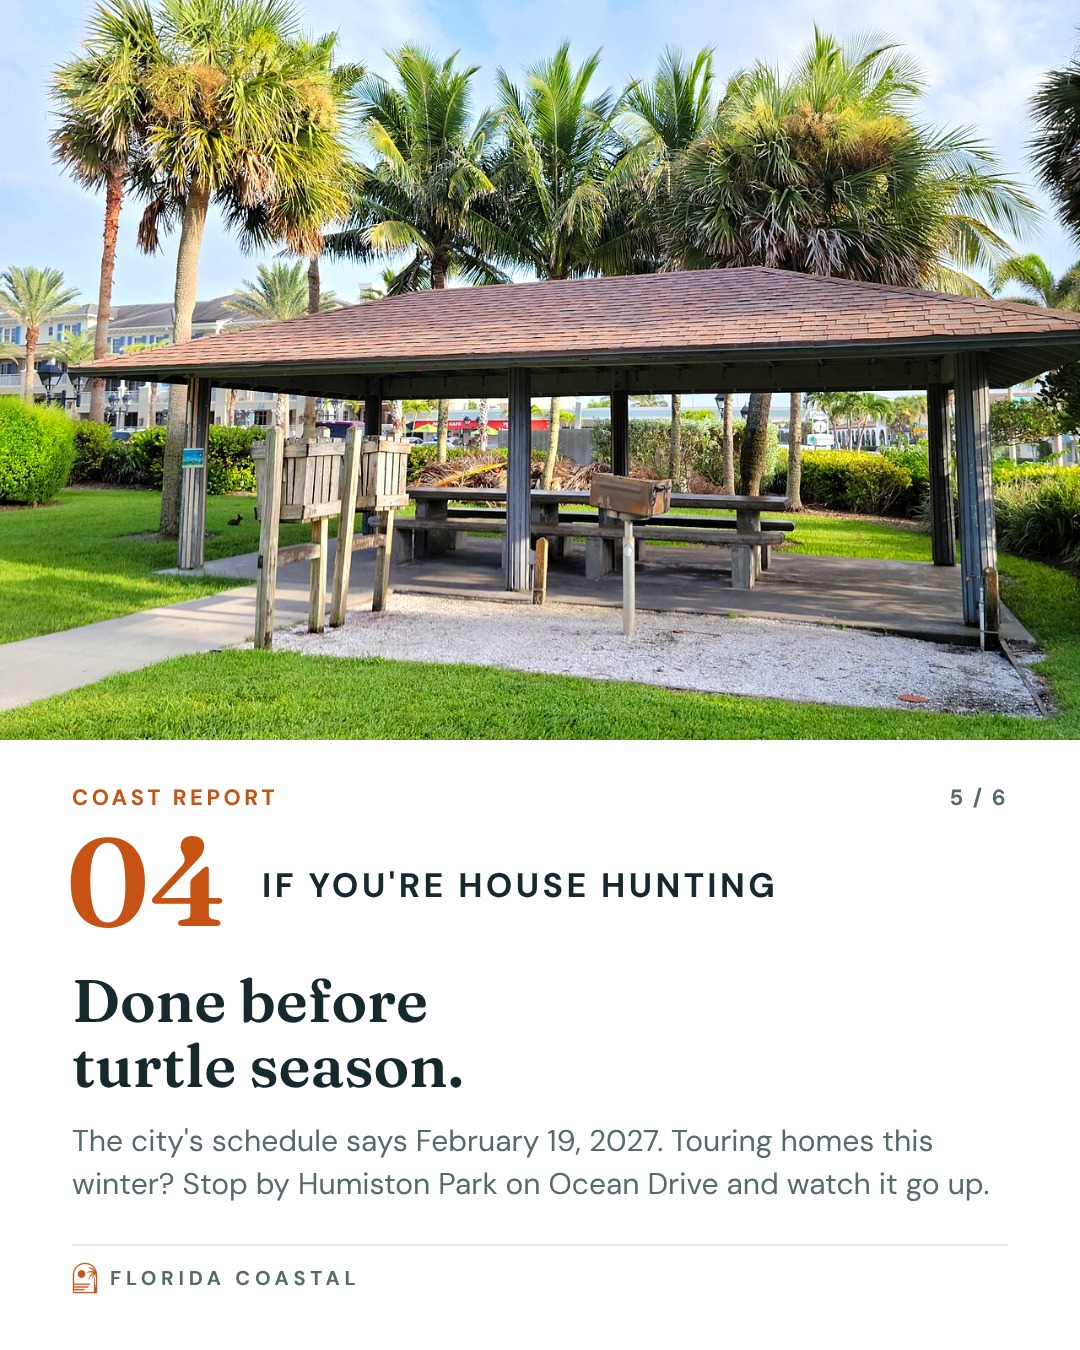 COAST REPORT
5 / 6
04
IF YOU'RE HOUSE HUNTING
Done before
turtle season.
The city's schedule says February 19, 2027. Touring homes this
winter? Stop by Humiston Park on Ocean Drive and watch it go up.
FLORIDA COASTAL